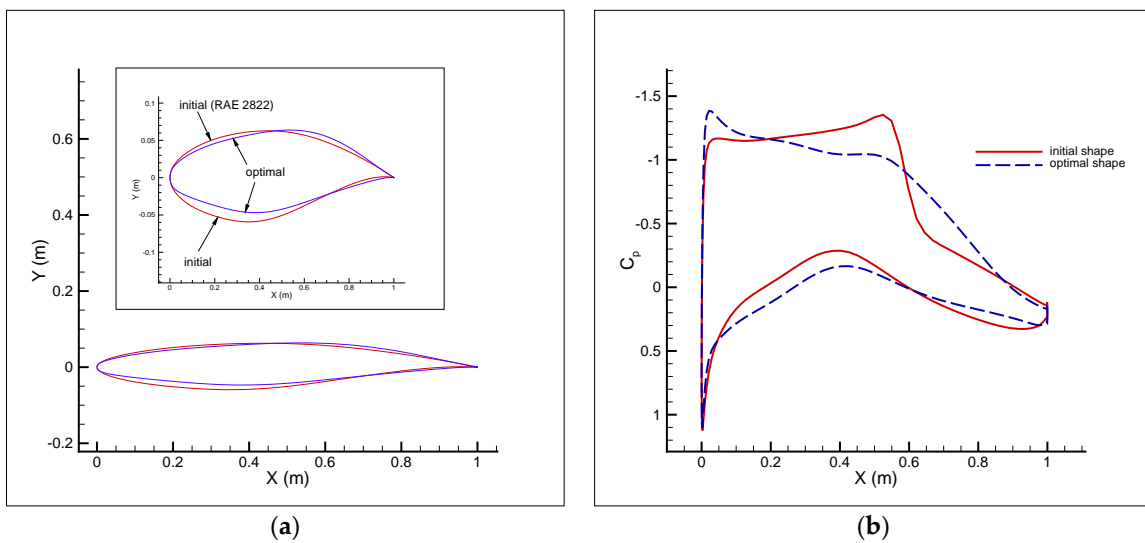 initial (RAE 2822)
optimal
initial
Y (m)
0.1
0.05
0
-0.05
-0.1
0
0.2
0.4
0.6
0.8
1
X (m)
Y (m)
0.6
0.4
0.2
0
-0.2
0
0.2
0.4
0.6
0.8
1
X (m)
(a)
Cp
-1.5
-1
-0.5
0
0.5
1
initial shape
optimal shape
0
0.2
0.4
0.6
0.8
1
X (m)
(b)